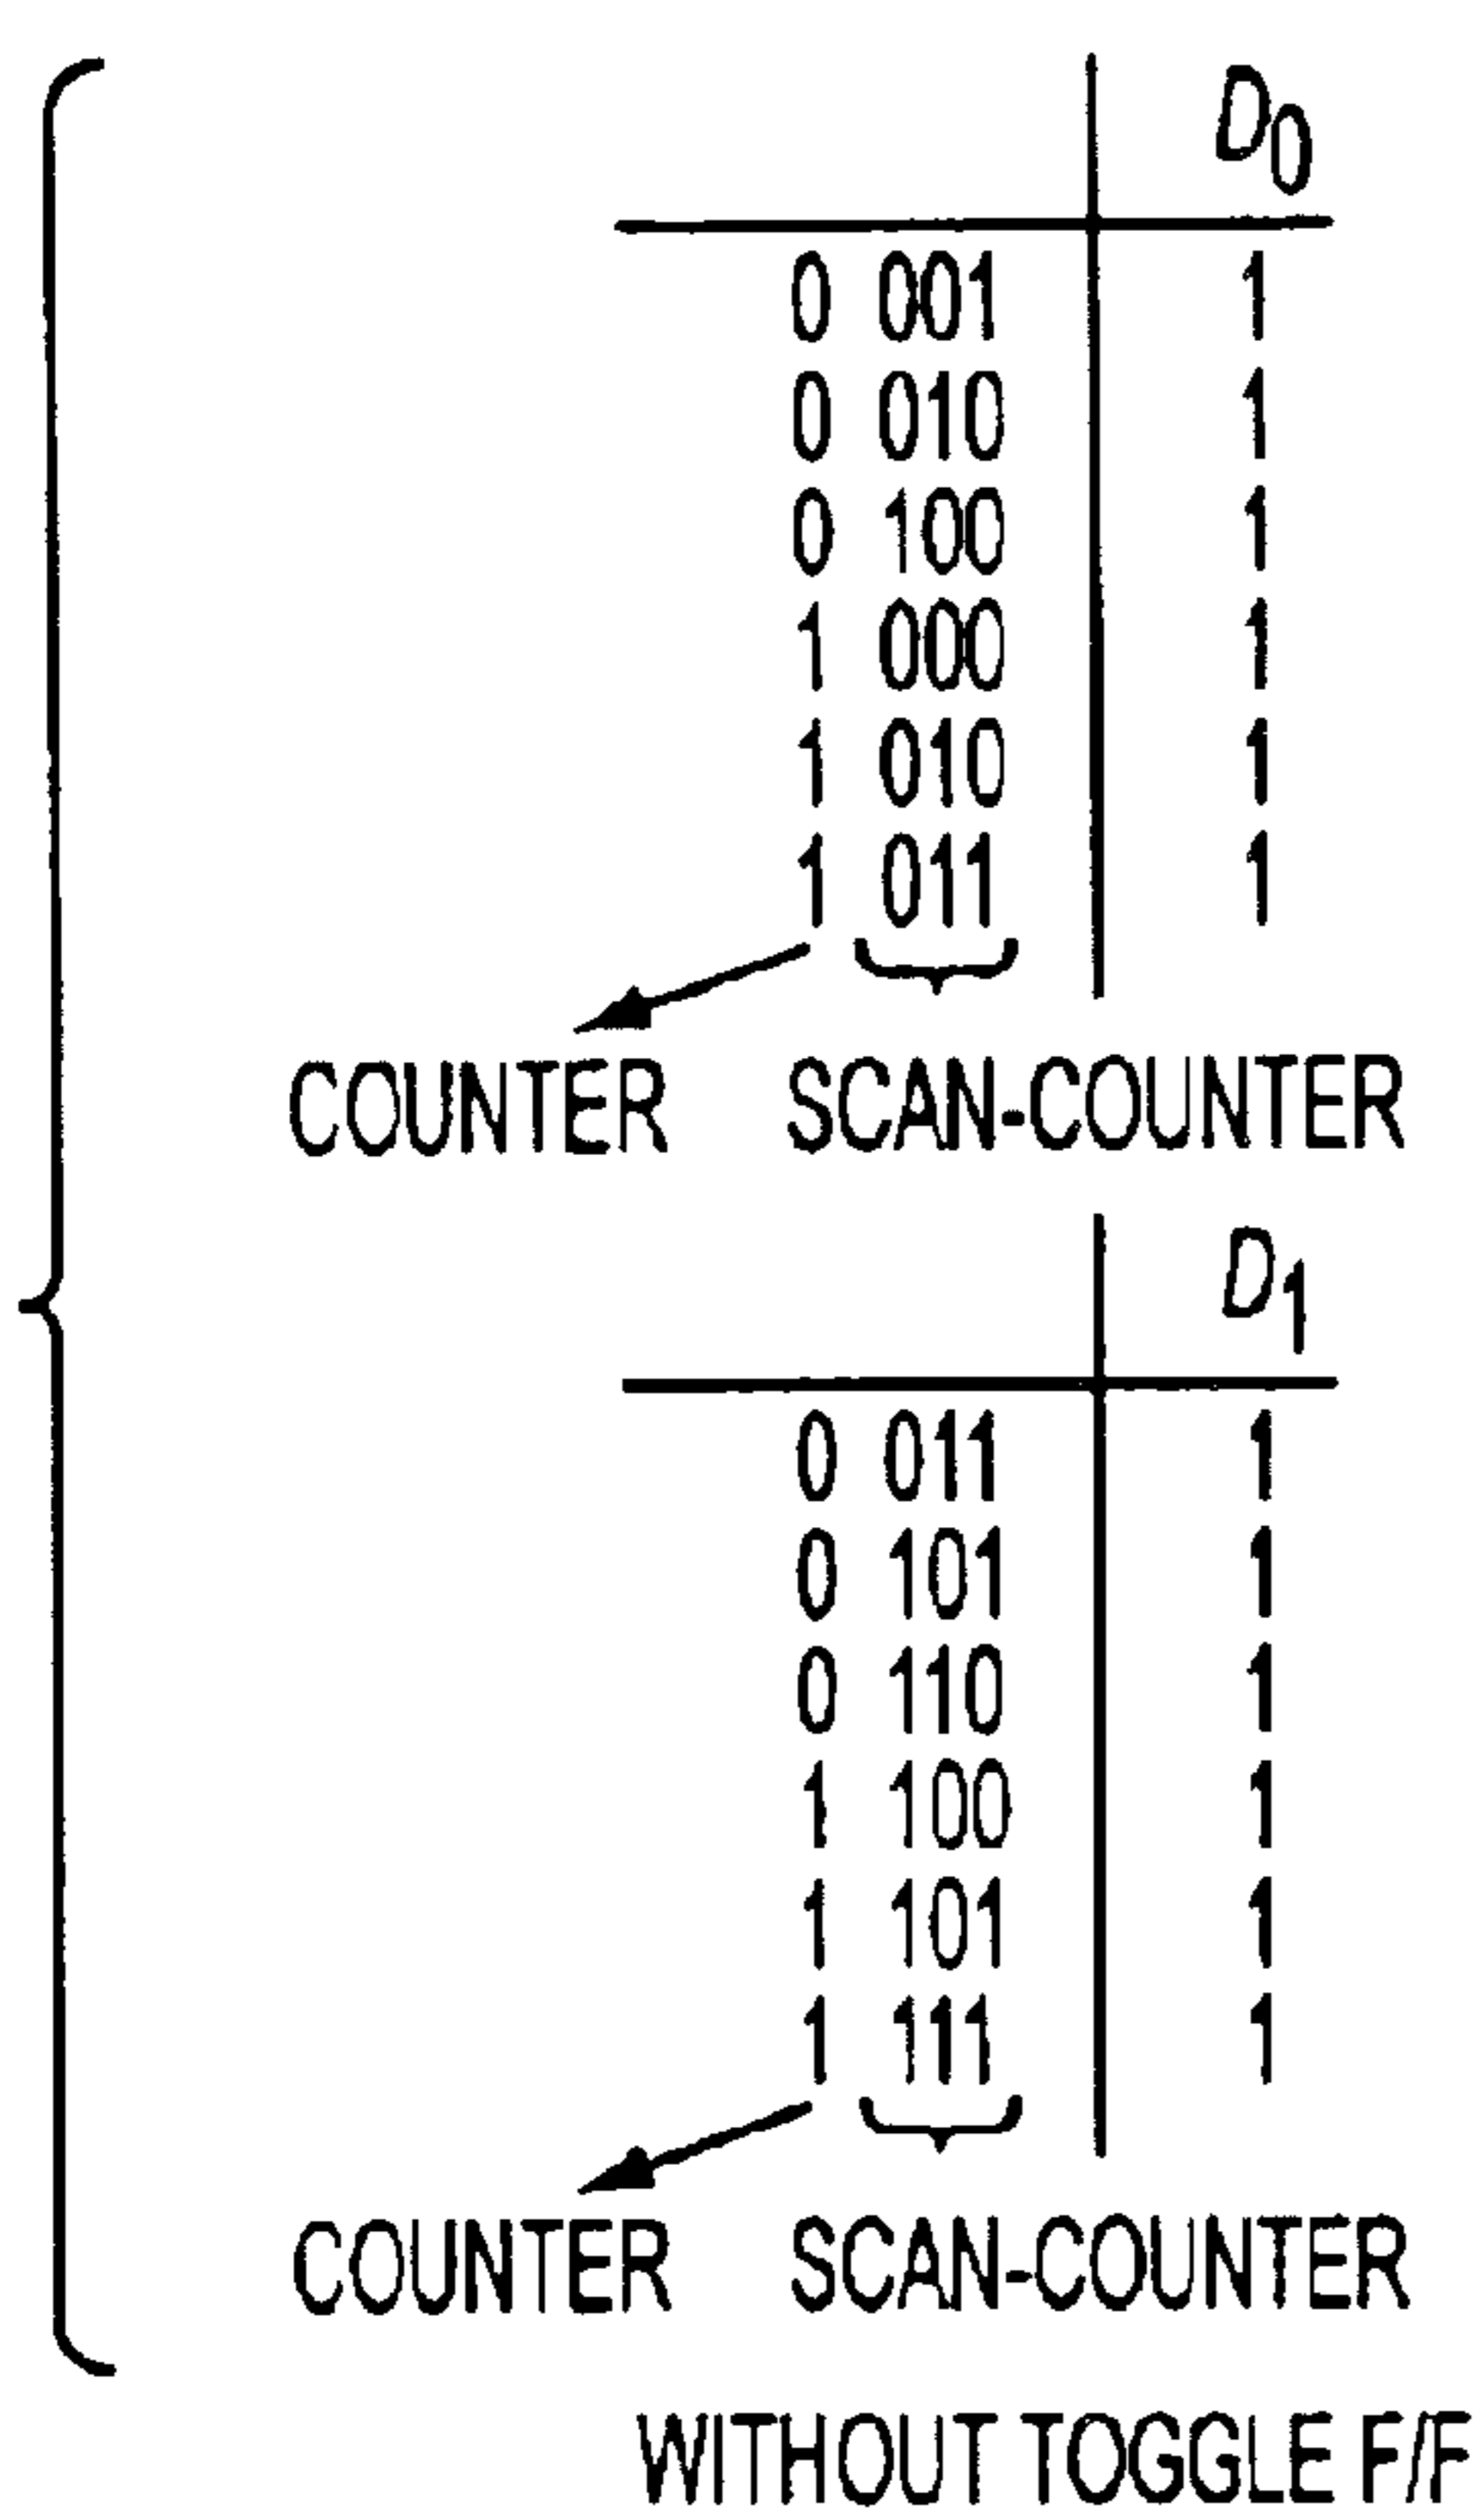 D0
0 001 1
0 010 1
0 100 1
1 000 1
1 010 1
1 011 1
COUNTER SCAN-COUNTER
D1
0 011 1
0 101 1
0 110 1
1 100 1
1 101 1
1 111 1
COUNTER SCAN-COUNTER
WITHOUT TOGGLE F/F